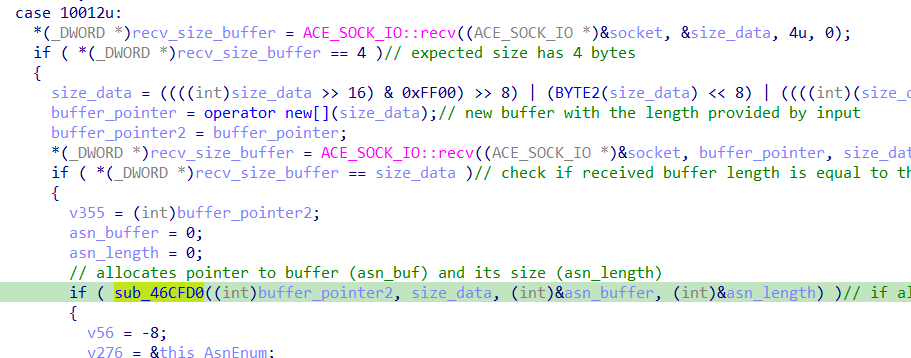 case 10012u:
*(_DWORD *)recv_size_buffer = ACE_SOCK_IO::recv((ACE_SOCK_IO *)&socket, &size_data, 4u, 0);
if ( *(_DWORD *)recv_size_buffer == 4 )// expected size has 4 bytes
{
size_data = ((((int)size_data >> 16) & 0xFF00) >> 8) | (BYTE2(size_data) << 8) | ((((int)(size_d
buffer_pointer = operator new[](size_data);// new buffer with the length provided by input
buffer_pointer2 = buffer_pointer;
*(_DWORD *)recv_size_buffer = ACE_SOCK_IO::recv((ACE_SOCK_IO *)&socket, buffer_pointer, size_dat
if ( *(_DWORD *)recv_size_buffer == size_data )// check if received buffer length is equal to th
{
v355 = (int)buffer_pointer2;
asn_buffer = 0;
asn_length = 0;
// allocates pointer to buffer (asn_buf) and its size (asn_length)
if ( sub_46CFD0((int)buffer_pointer2, size_data, (int)&asn_buffer, (int)&asn_length) )// if al
{
v56 = -8;
v276 = &this AsnEnum: